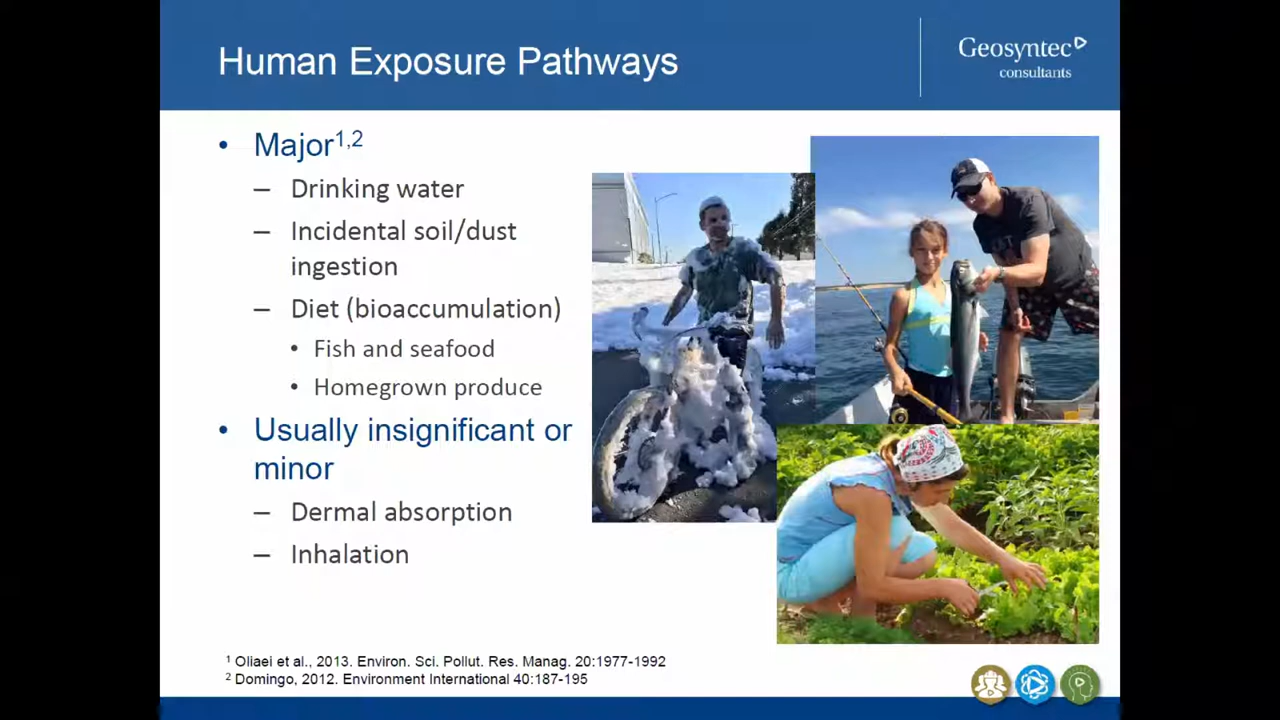 Human Exposure Pathways
Geosyntec
consultants
• Major1,2
– Drinking water
– Incidental soil/dust
ingestion
– Diet (bioaccumulation)
• Fish and seafood
• Homegrown produce
• Usually insignificant or
minor
– Dermal absorption
– Inhalation
1 Oliaei et al., 2013. Environ. Sci. Pollut. Res. Manag. 20:1977-1992
2 Domingo, 2012. Environment International 40:187-195